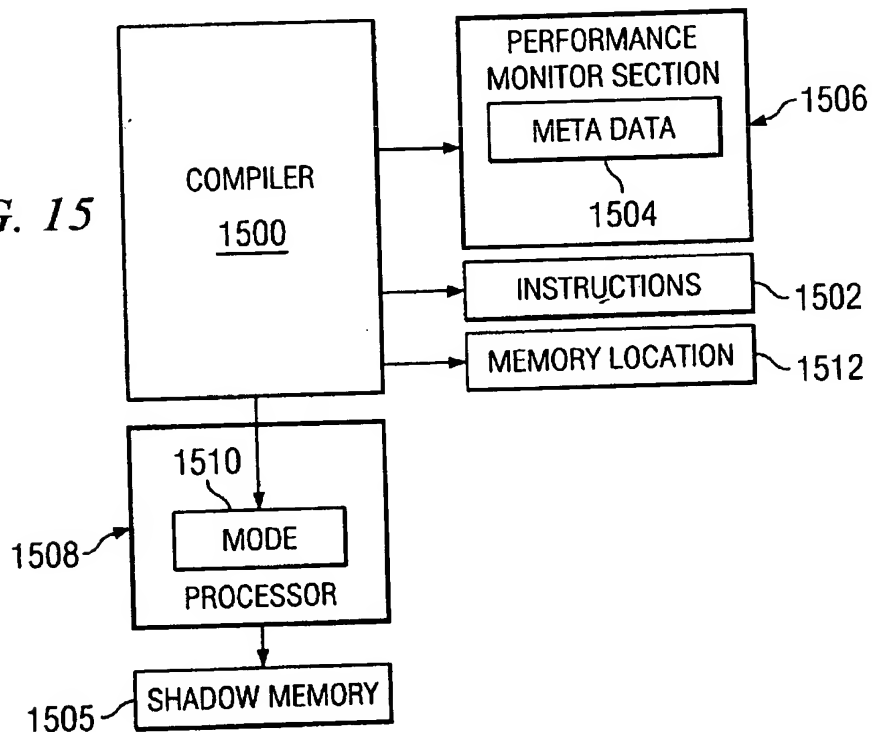 PERFORMANCE
MONITOR SECTION
META DATA
1506
1504
COMPILER
1500
G. 15
INSTRUCTIONS
1502
MEMORY LOCATION
1512
1510
MODE
1508
PROCESSOR
SHADOW MEMORY
1505